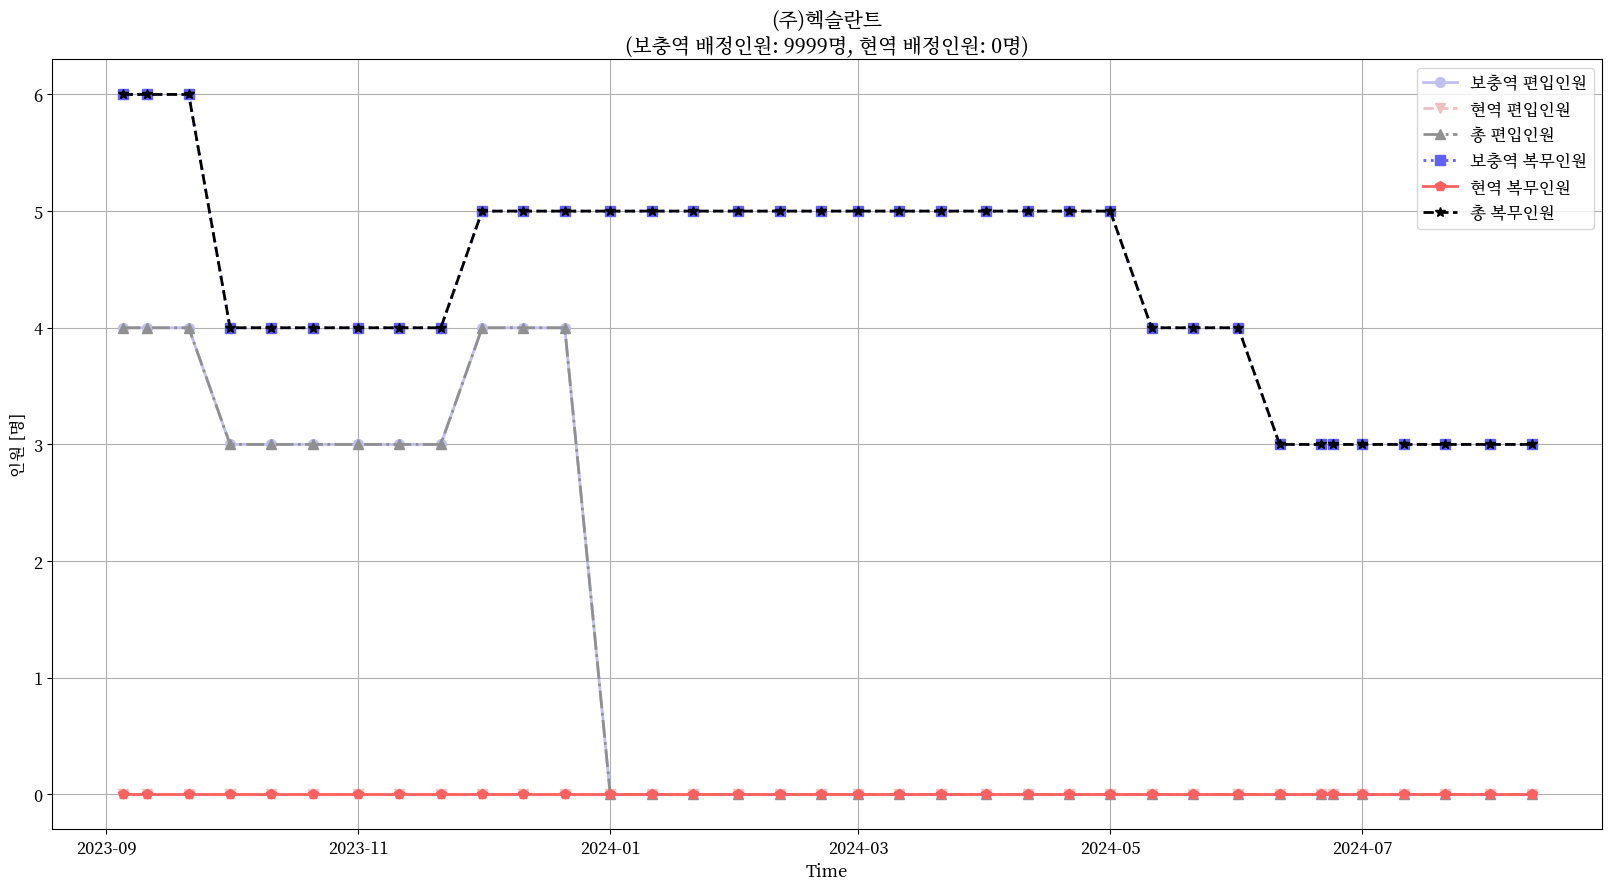 (주)헥슬란트
(보충역 배정인원: 9999명, 현역 배정인원: 0명)
보충역 편입인원
현역 편입인원
총 편입인원
보충역 복무인원
현역 복무인원
총 복무인원
6
5
4
3
2
1
0
인원 [명]
2023-09 2023-11 2024-01 2024-03 2024-05 2024-07
Time